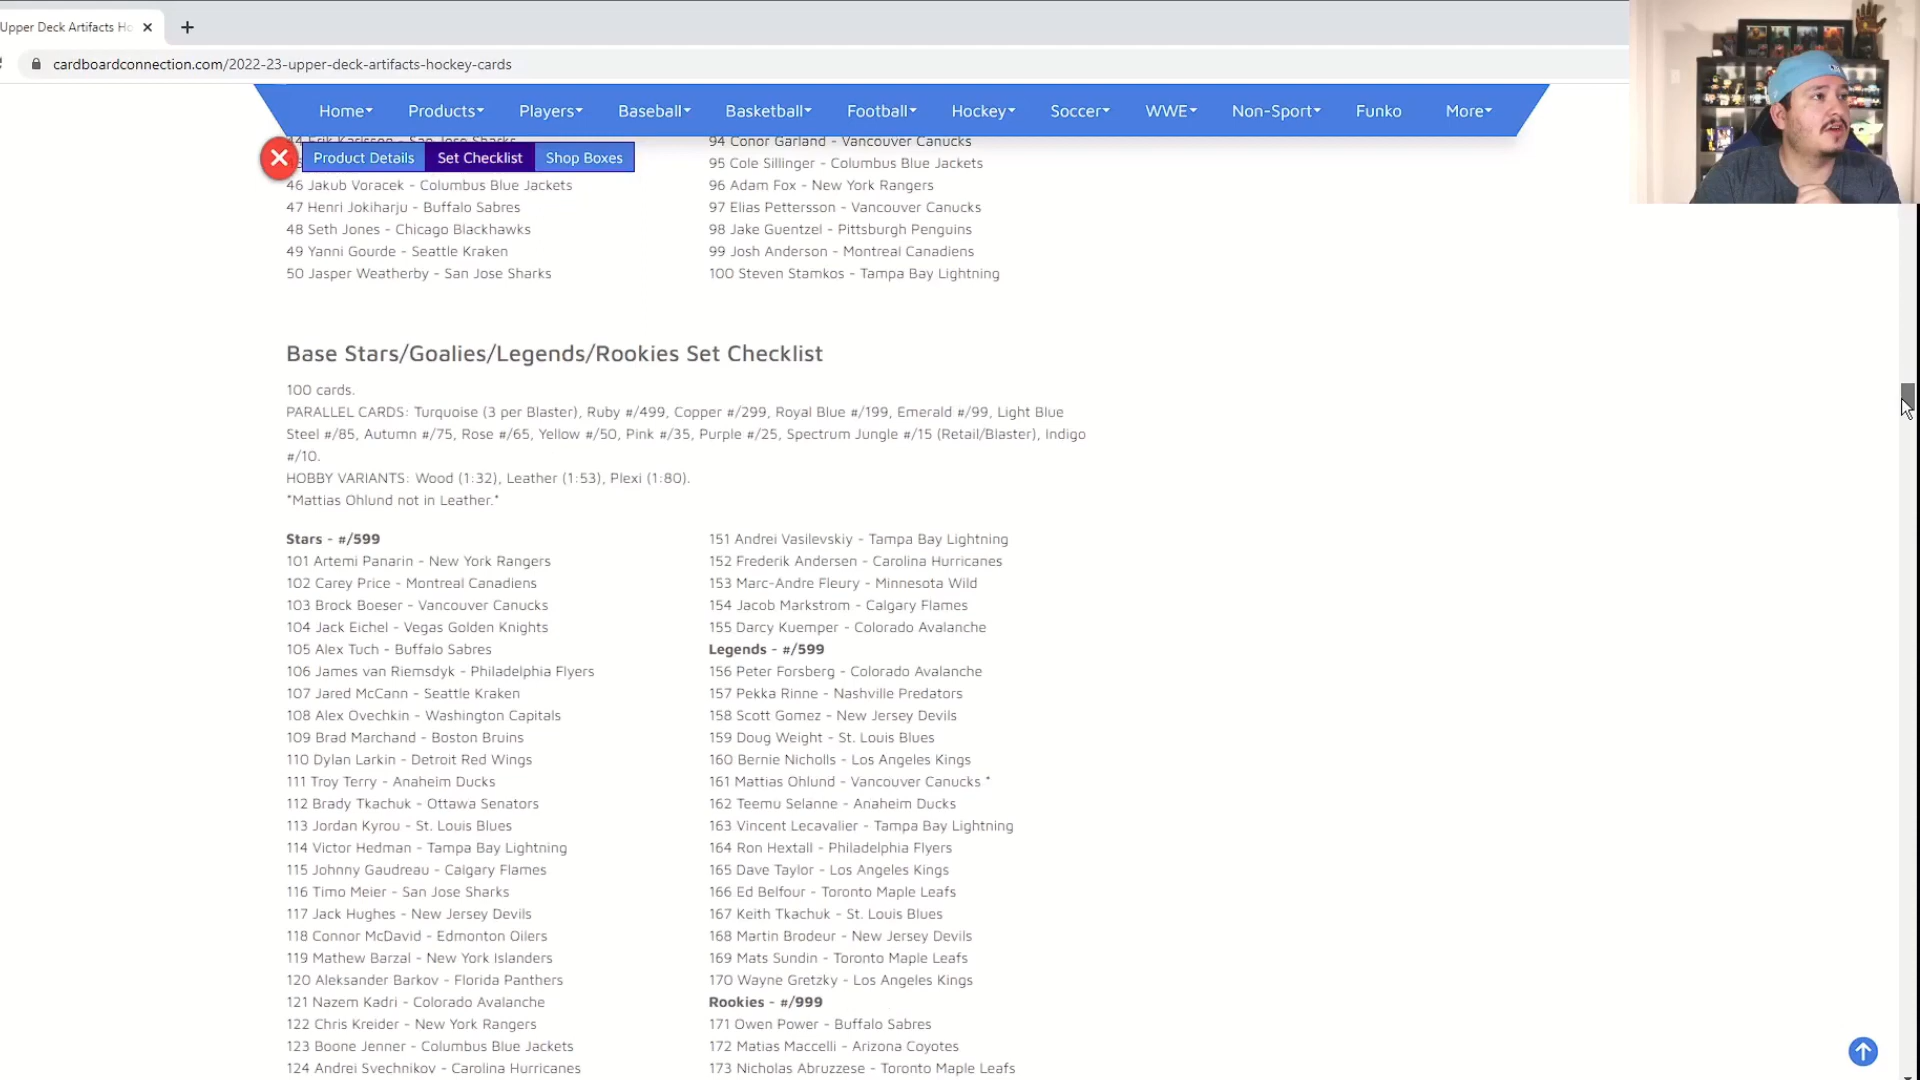 Upper Deck Artifacts Ho
cardboardconnection.com/2022-23-upper-deck-artifacts-hockey-cards
Home Products Players Baseball Basketball Football Hockey Soccer WWE Non-Sport Funko More
Product Details Set Checklist Shop Boxes
44 Erik Karlsson - San Jose Sharks
46 Jakub Voracek - Columbus Blue Jackets
47 Henri Jokiharju - Buffalo Sabres
48 Seth Jones - Chicago Blackhawks
49 Yanni Gourde - Seattle Kraken
50 Jasper Weatherby - San Jose Sharks
94 Conor Garland - Vancouver Canucks
95 Cole Sillinger - Columbus Blue Jackets
96 Adam Fox - New York Rangers
97 Elias Pettersson - Vancouver Canucks
98 Jake Guentzel - Pittsburgh Penguins
99 Josh Anderson - Montreal Canadiens
100 Steven Stamkos - Tampa Bay Lightning
Base Stars/Goalies/Legends/Rookies Set Checklist
100 cards.
PARALLEL CARDS: Turquoise (3 per Blaster), Ruby #/499, Copper #/299, Royal Blue #/199, Emerald #/99, Light Blue
Steel #/85, Autumn #/75, Rose #/65, Yellow #/50, Pink #/35, Purple #/25, Spectrum Jungle #/15 (Retail/Blaster), Indigo
#/10.
HOBBY VARIANTS: Wood (1:32), Leather (1:53), Plexi (1:80).
*Mattias Ohlund not in Leather.*
Stars - #/599
101 Artemi Panarin - New York Rangers
102 Carey Price - Montreal Canadiens
103 Brock Boeser - Vancouver Canucks
104 Jack Eichel - Vegas Golden Knights
105 Alex Tuch - Buffalo Sabres
106 James van Riemsdyk - Philadelphia Flyers
107 Jared McCann - Seattle Kraken
108 Alex Ovechkin - Washington Capitals
109 Brad Marchand - Boston Bruins
110 Dylan Larkin - Detroit Red Wings
111 Troy Terry - Anaheim Ducks
112 Brady Tkachuk - Ottawa Senators
113 Jordan Kyrou - St. Louis Blues
114 Victor Hedman - Tampa Bay Lightning
115 Johnny Gaudreau - Calgary Flames
116 Timo Meier - San Jose Sharks
117 Jack Hughes - New Jersey Devils
118 Connor McDavid - Edmonton Oilers
119 Mathew Barzal - New York Islanders
120 Aleksander Barkov - Florida Panthers
121 Nazem Kadri - Colorado Avalanche
122 Chris Kreider - New York Rangers
123 Boone Jenner - Columbus Blue Jackets
124 Andrei Svechnikov - Carolina Hurricanes
151 Andrei Vasilevskiy - Tampa Bay Lightning
152 Frederik Andersen - Carolina Hurricanes
153 Marc-Andre Fleury - Minnesota Wild
154 Jacob Markstrom - Calgary Flames
155 Darcy Kuemper - Colorado Avalanche
Legends - #/599
156 Peter Forsberg - Colorado Avalanche
157 Pekka Rinne - Nashville Predators
158 Scott Gomez - New Jersey Devils
159 Doug Weight - St. Louis Blues
160 Bernie Nicholls - Los Angeles Kings
161 Mattias Ohlund - Vancouver Canucks *
162 Teemu Selanne - Anaheim Ducks
163 Vincent Lecavalier - Tampa Bay Lightning
164 Ron Hextall - Philadelphia Flyers
165 Dave Taylor - Los Angeles Kings
166 Ed Belfour - Toronto Maple Leafs
167 Keith Tkachuk - St. Louis Blues
168 Martin Brodeur - New Jersey Devils
169 Mats Sundin - Toronto Maple Leafs
170 Wayne Gretzky - Los Angeles Kings
Rookies - #/999
171 Owen Power - Buffalo Sabres
172 Matias Maccelli - Arizona Coyotes
173 Nicholas Abruzzese - Toronto Maple Leafs